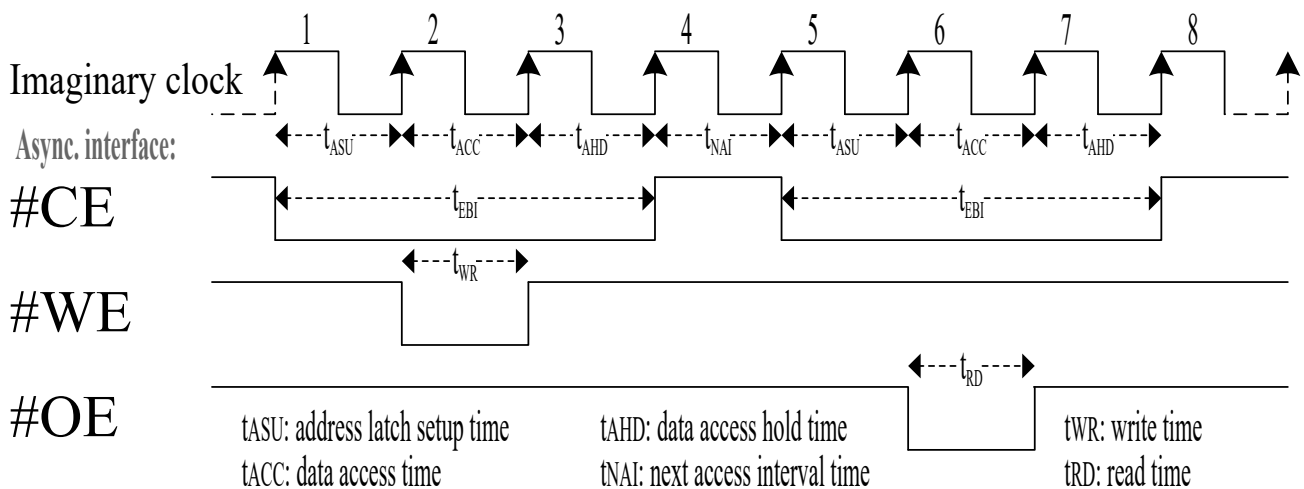 1 2 3 4 5 6 7 8
Imaginary clock
tASU tACC tAHD tNAI tASU tACC tAHD
Async. interface:
#CE
tEBI tEBI
tWR
#WE
tRD
#OE
tASU: address latch setup time tAHD: data access hold time tWR: write time
tACC: data access time tNAI: next access interval time tRD: read time